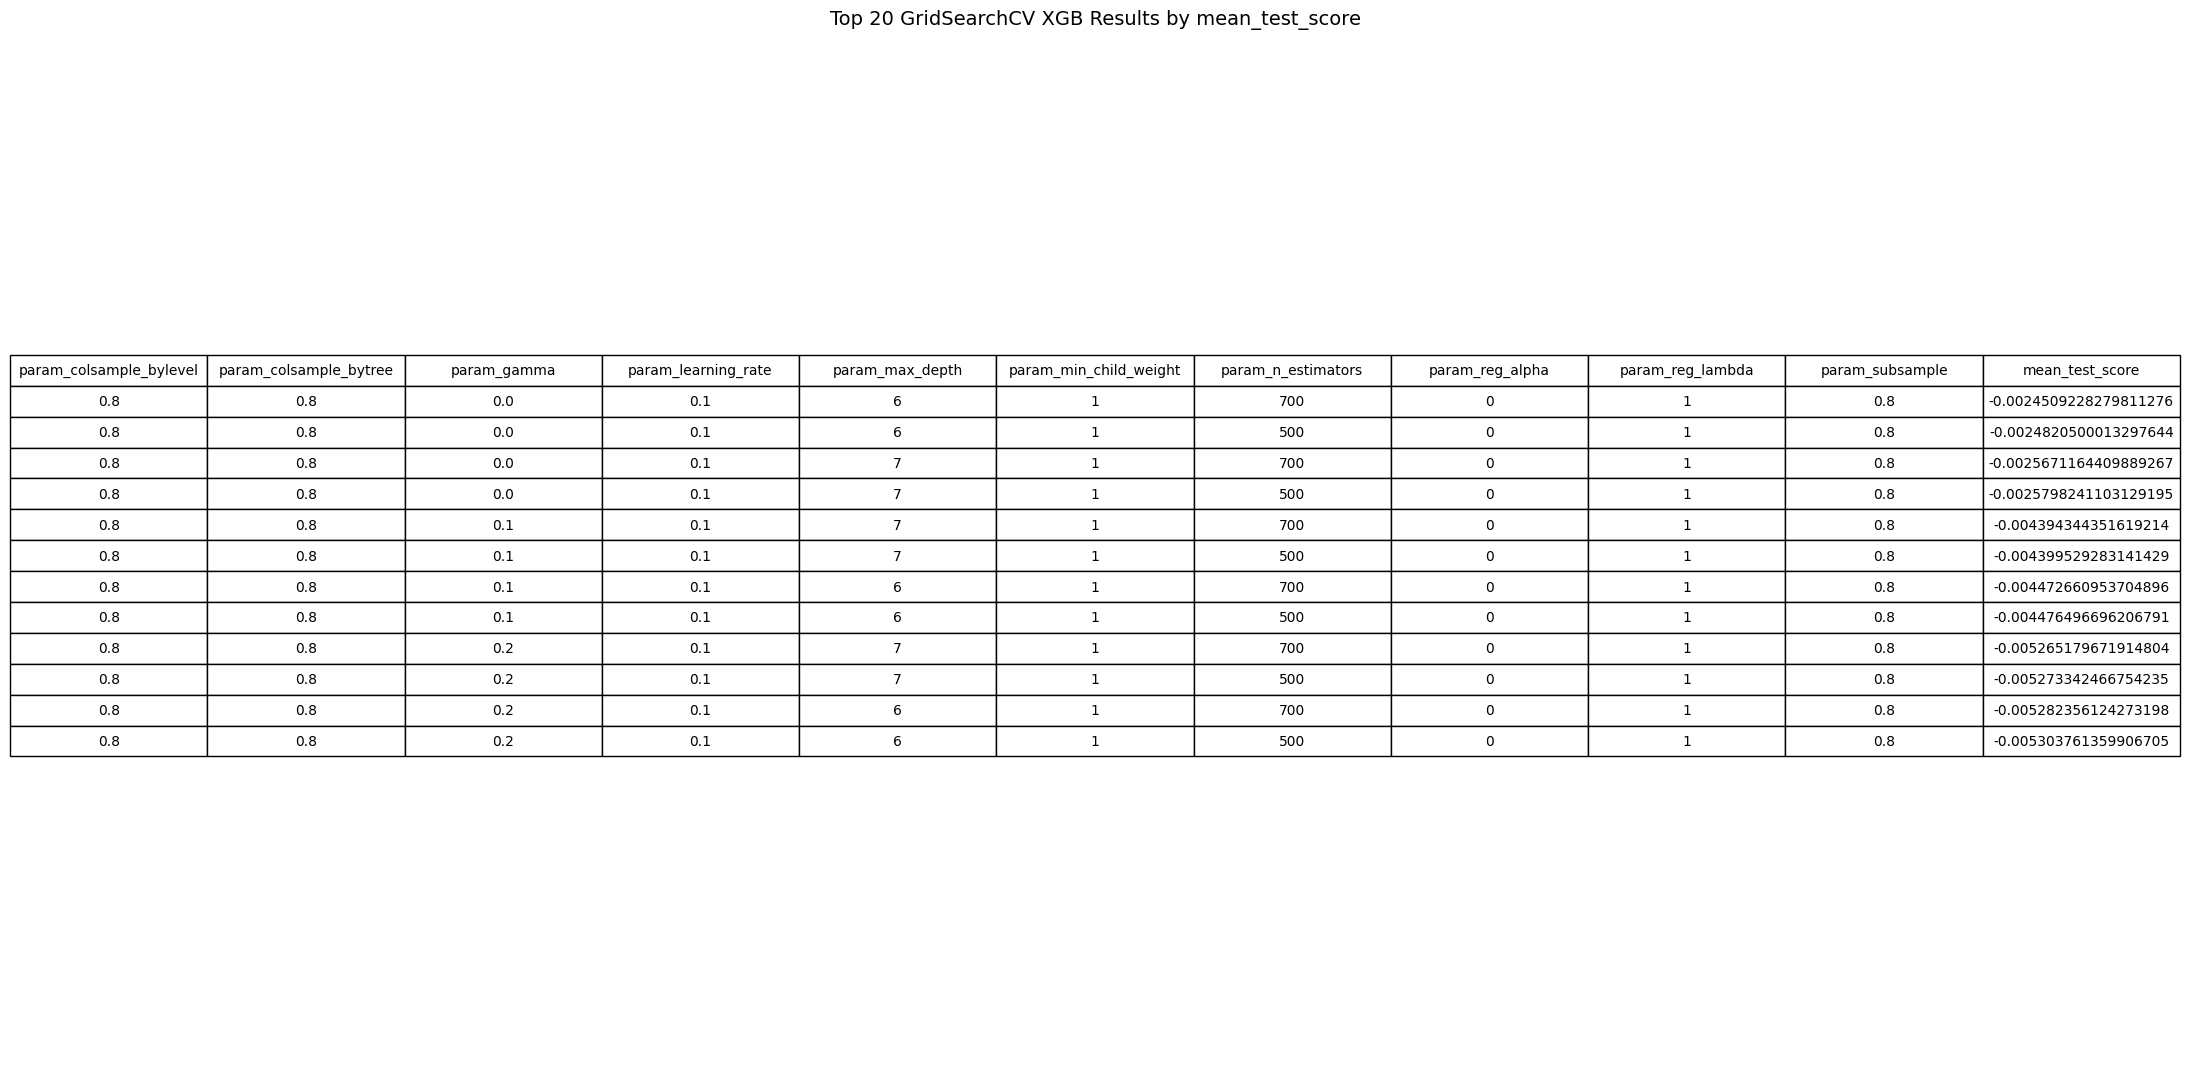 Top 20 GridSearchCV XGB Results by mean_test_score
param_colsample_bylevel param_colsample_bytree param_gamma param_learning_rate param_max_depth param_min_child_weight param_n_estimators param_reg_alpha param_reg_lambda param_subsample mean_test_score
0.8 0.8 0.0 0.1 6 1 700 0 1 0.8 -0.0024509228279811276
0.8 0.8 0.0 0.1 6 1 500 0 1 0.8 -0.0024820500013297644
0.8 0.8 0.0 0.1 7 1 700 0 1 0.8 -0.0025671164409889267
0.8 0.8 0.0 0.1 7 1 500 0 1 0.8 -0.0025798241103129195
0.8 0.8 0.1 0.1 7 1 700 0 1 0.8 -0.004394344351619214
0.8 0.8 0.1 0.1 7 1 500 0 1 0.8 -0.004399529283141429
0.8 0.8 0.1 0.1 6 1 700 0 1 0.8 -0.004472660953704896
0.8 0.8 0.1 0.1 6 1 500 0 1 0.8 -0.004476496696206791
0.8 0.8 0.2 0.1 7 1 700 0 1 0.8 -0.005265179671914804
0.8 0.8 0.2 0.1 7 1 500 0 1 0.8 -0.005273342466754235
0.8 0.8 0.2 0.1 6 1 700 0 1 0.8 -0.005282356124273198
0.8 0.8 0.2 0.1 6 1 500 0 1 0.8 -0.005303761359906705